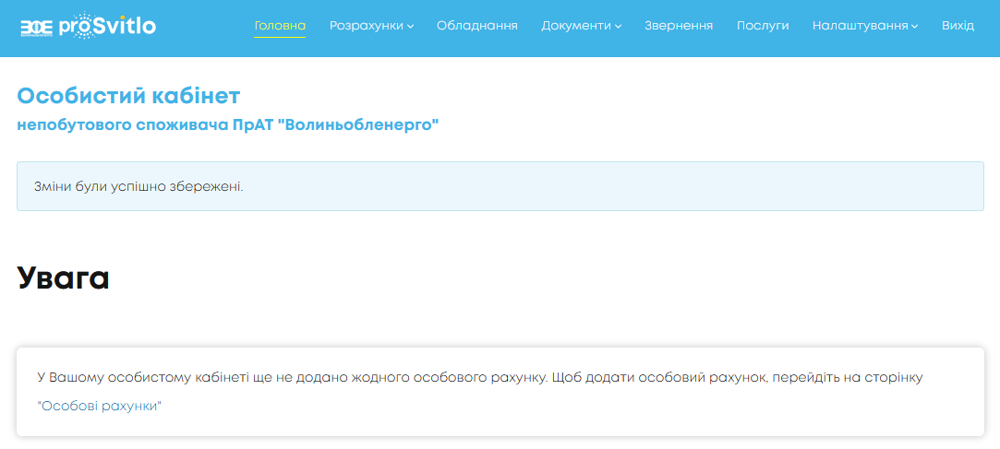 ЗОЕ proSvitlo
Головна Розрахунки Обладнання Документи Звернення Послуги Налаштування Вихід
Особистий кабінет
непобутового споживача ПрАТ "Волиньобленерго"
Зміни були успішно збережені.
Увага
У Вашому особистому кабінеті ще не додано жодного особового рахунку. Щоб додати особовий рахунок, перейдіть на сторінку
"Особові рахунки"